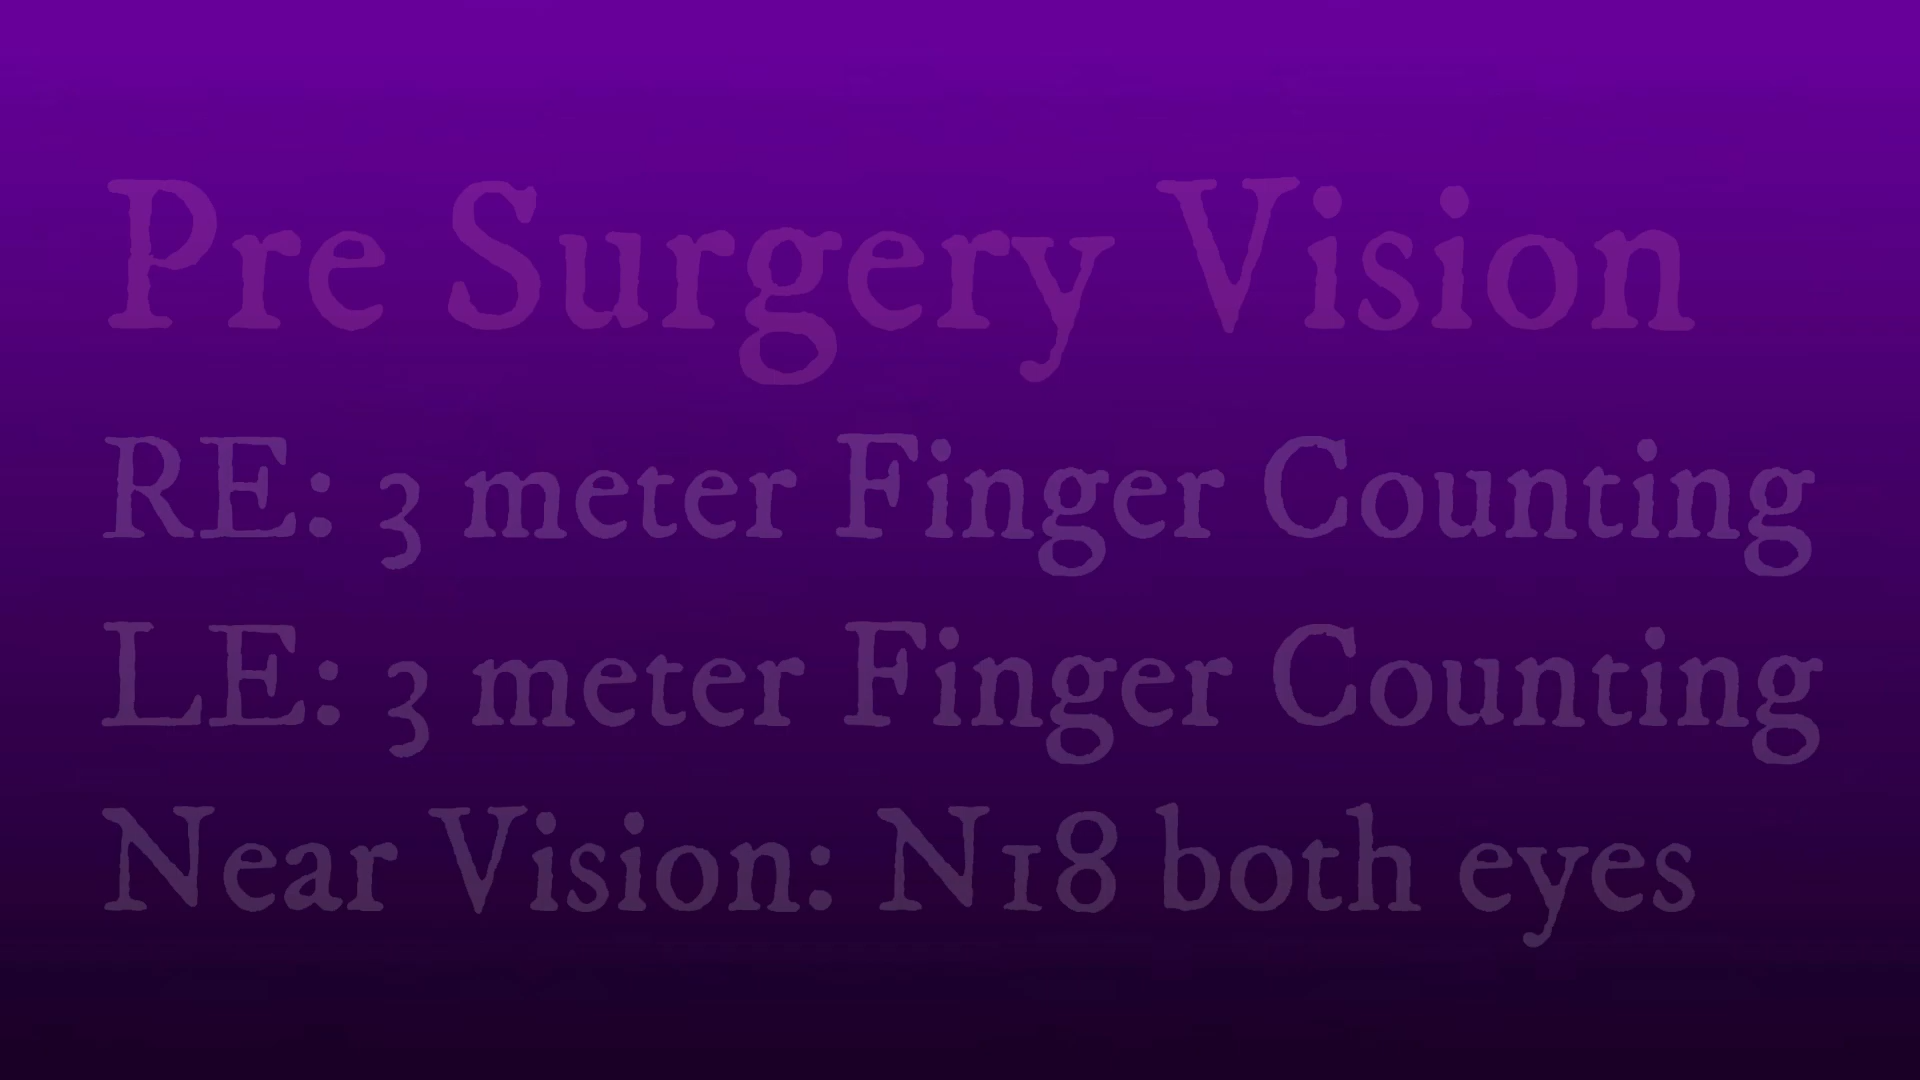 Pre Surgery Vision
RE: 3 meter Finger Counting
LE: 3 meter Finger Counting
Near Vision: N18 both eyes